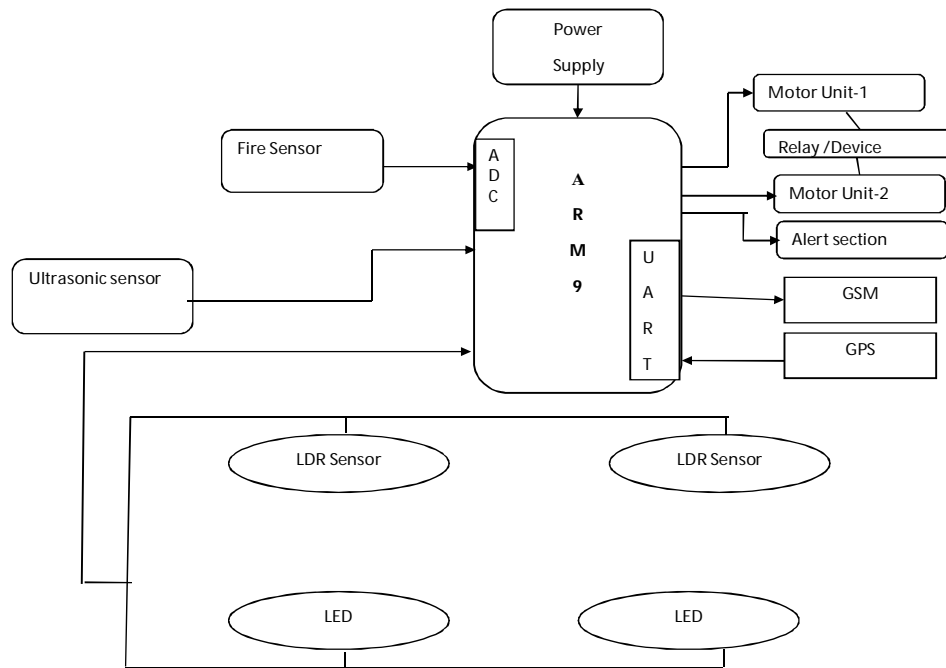 Power
Supply
Motor Unit-1
Fire Sensor
Relay /Device
A
D
C
A
R
M
9
Motor Unit-2
Alert section
Ultrasonic sensor
U
A
R
T
GSM
GPS
LDR Sensor
LDR Sensor
LED
LED